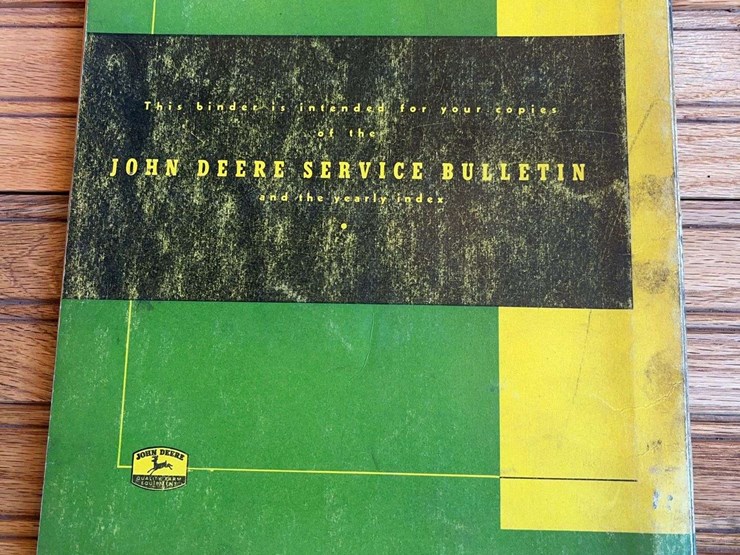 This binder is intended for your copies
of the
JOHN DEERE SERVICE BULLETIN
and the yearly index
JOHN DEERE
QUALITY FARM
EQUIPMENT